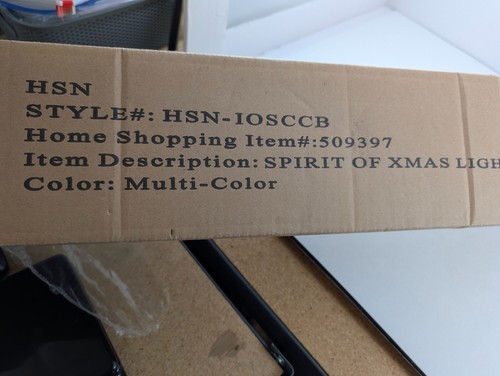 HSN
STYLE#: HSN-IOSCCB
Home Shopping Item#:509397
Item Description: SPIRIT OF XMAS LIGH
Color: Multi-Color